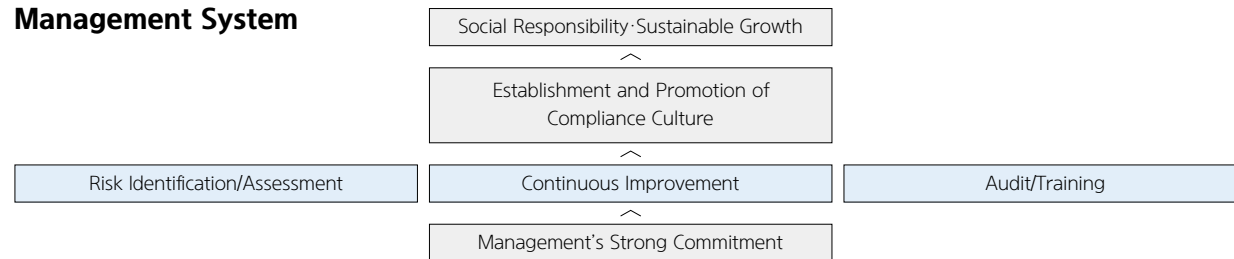 Management System
Social Responsibility·Sustainable Growth
Establishment and Promotion of
Compliance Culture
Risk Identification/Assessment
Continuous Improvement
Audit/Training
Management's Strong Commitment